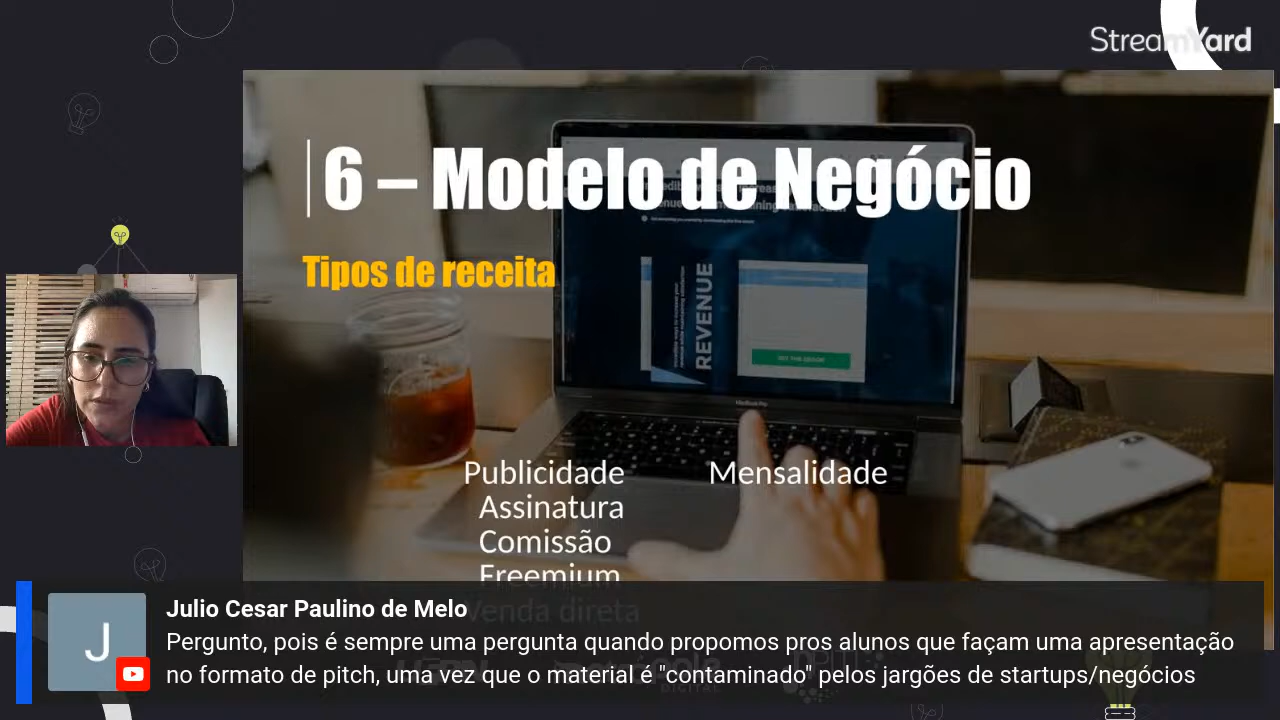 StreamYard
6 – Modelo de Negócio
Tipos de receita
REVENUE
Publicidade
Mensalidade
Assinatura
Comissão
Freemium
Venda direta
J
Julio Cesar Paulino de Melo
Pergunto, pois é sempre uma pergunta quando propomos pros alunos que façam uma apresentação
no formato de pitch, uma vez que o material é "contaminado" pelos jargões de startups/negócios